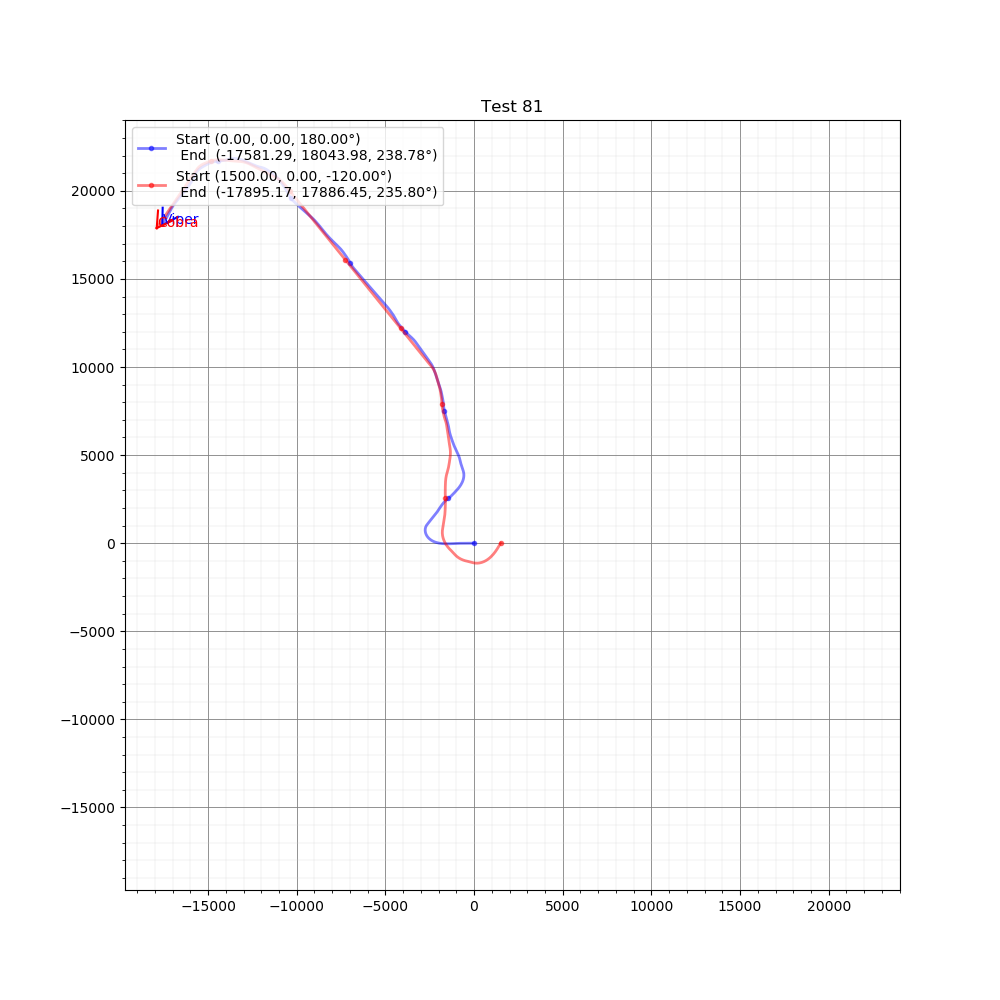 Test 81
Start (0.00, 0.00, 180.00°)
End (-17581.29, 18043.98, 238.78°)
Start (1500.00, 0.00, -120.00°)
End (-17895.17, 17886.45, 235.80°)
Viper
Cobra
20000
15000
10000
5000
0
−5000
−10000
−15000
−15000 −10000 −5000 0 5000 10000 15000 20000